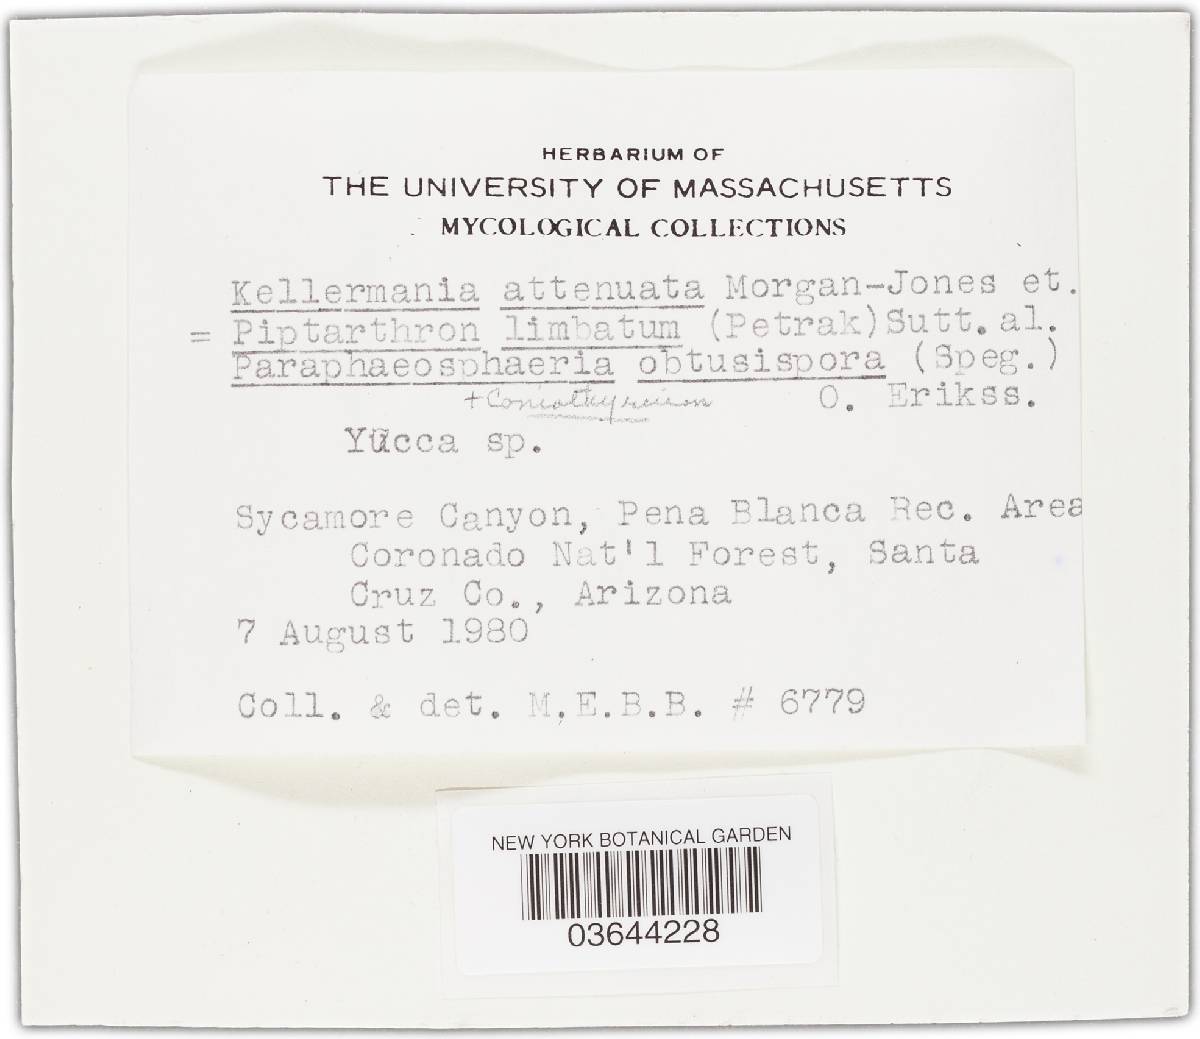 HERBARIUM OF
THE UNIVERSITY OF MASSACHUSETTS
MYCOLOGICAL COLLECTIONS
Kellermania attenuata Morgan-Jones et.
= Piptarthron limbatum (Petrak) Sutt. al.
Paraphaeosphaeria obtusispora (Speg.)
+ Coniothyrium O. Erikss.
Yucca sp.
Sycamore Canyon, Pena Blanca Rec. Area
Coronado Nat'l Forest, Santa
Cruz Co., Arizona
7 August 1980
Coll. & det. M.E.B.B. # 6779
NEW YORK BOTANICAL GARDEN
03644228